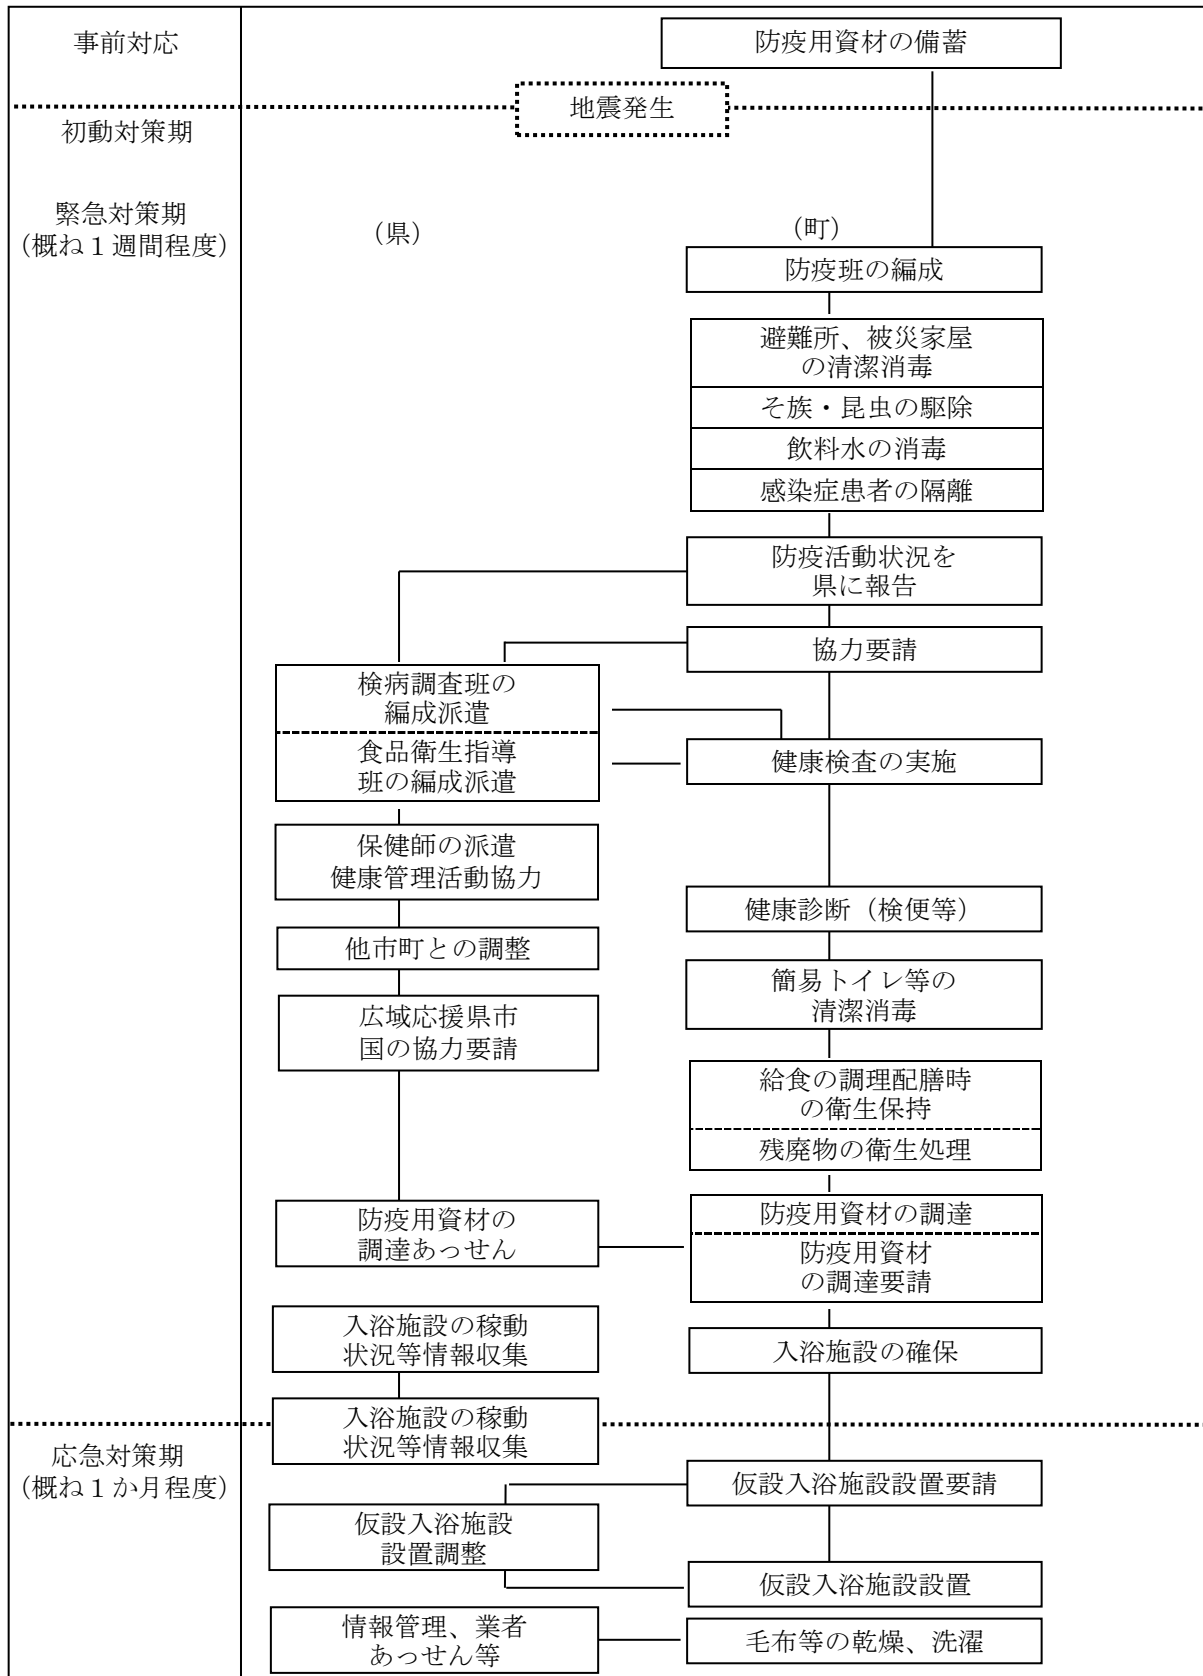 事前対応
防疫用資材の備蓄
地震発生
初動対策期
緊急対策期
（概ね１週間程度）
（県）
（町）
防疫班の編成
避難所、被災家屋
の清潔消毒
そ族・昆虫の駆除
飲料水の消毒
感染症患者の隔離
防疫活動状況を
県に報告
協力要請
検病調査班の
編成派遣
食品衛生指導
班の編成派遣
健康検査の実施
保健師の派遣
健康管理活動協力
健康診断（検便等）
他市町との調整
簡易トイレ等の
清潔消毒
広域応援県市
国の協力要請
給食の調理配膳時
の衛生保持
残廃物の衛生処理
防疫用資材の
調達あっせん
防疫用資材の調達
防疫用資材
の調達要請
入浴施設の稼動
状況等情報収集
入浴施設の確保
入浴施設の稼動
状況等情報収集
応急対策期
（概ね１か月程度）
仮設入浴施設設置要請
仮設入浴施設
設置調整
仮設入浴施設設置
情報管理、業者
あっせん等
毛布等の乾燥、洗濯